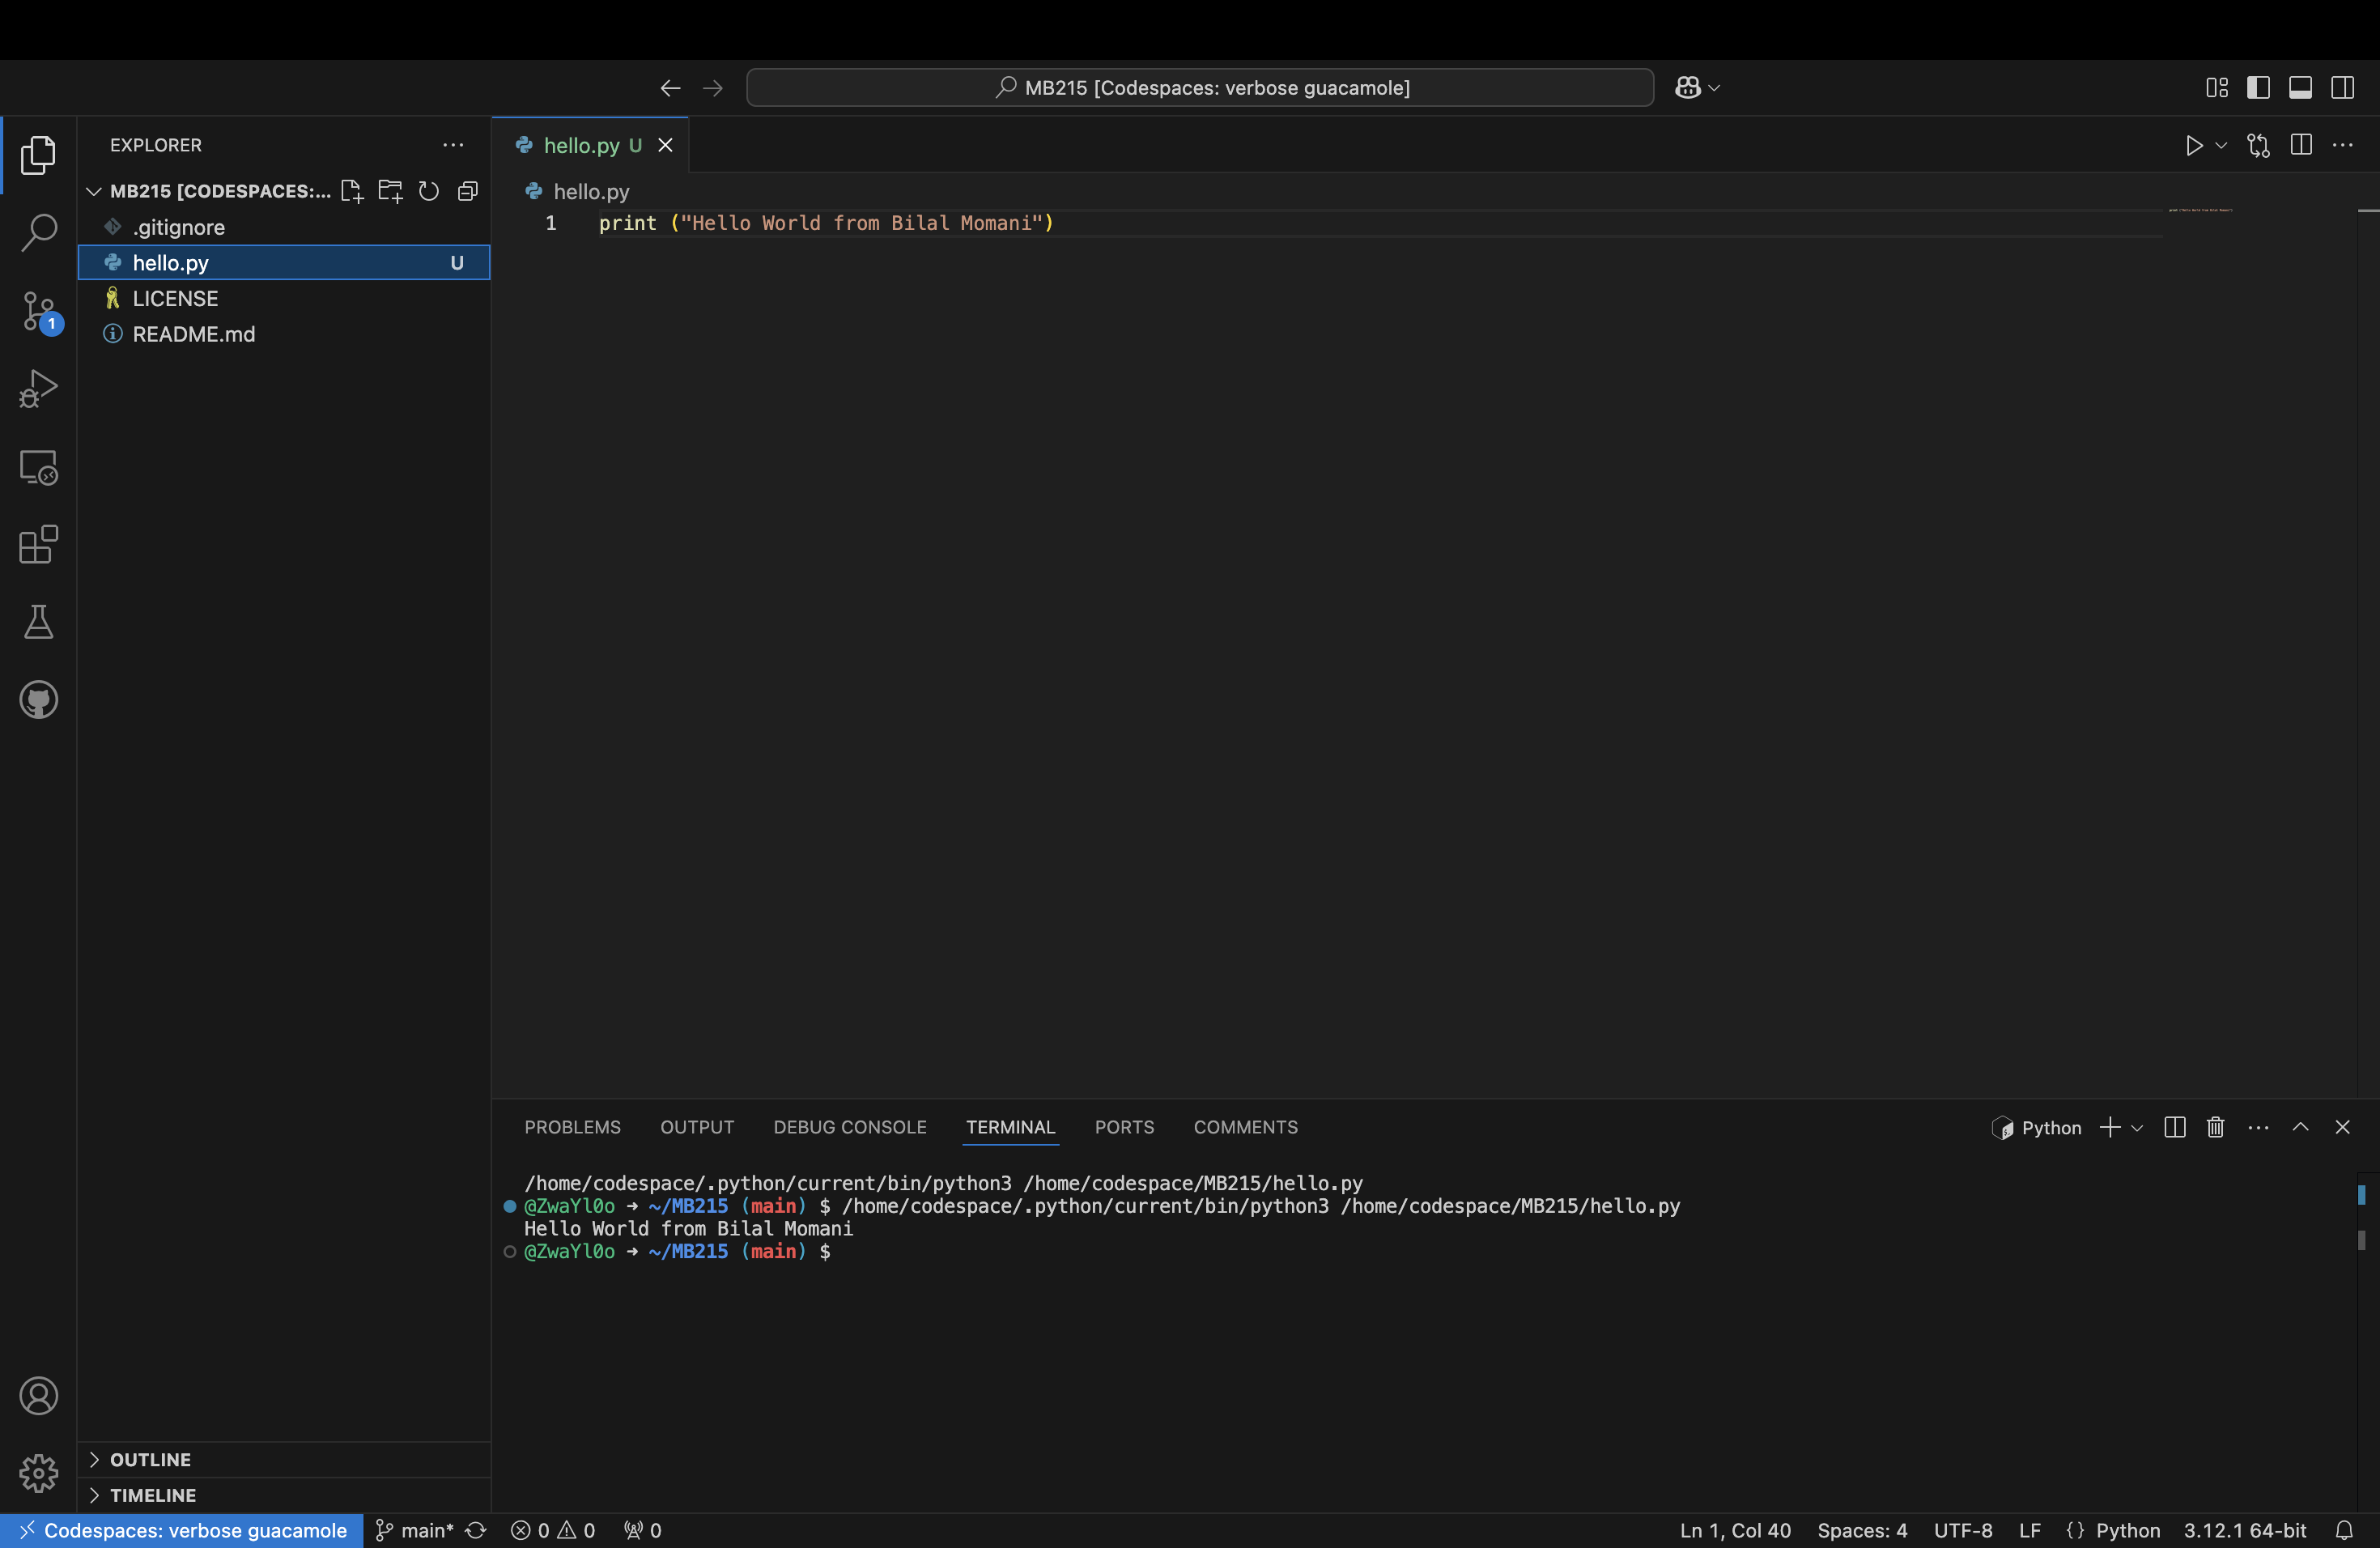 MB215 [Codespaces: verbose guacamole]
EXPLORER
MB215 [CODESPACES:...
.gitignore
hello.py U
LICENSE
README.md
1
OUTLINE
TIMELINE
hello.py U
hello.py
1 print ("Hello World from Bilal Momani")
PROBLEMS OUTPUT DEBUG CONSOLE TERMINAL PORTS COMMENTS Python
/home/codespace/.python/current/bin/python3 /home/codespace/MB215/hello.py
@ZwaYl0o → ~/MB215 (main) $ /home/codespace/.python/current/bin/python3 /home/codespace/MB215/hello.py
Hello World from Bilal Momani
@ZwaYl0o → ~/MB215 (main) $
Codespaces: verbose guacamole main* 0 0 0 Ln 1, Col 40 Spaces: 4 UTF-8 LF {} Python 3.12.1 64-bit